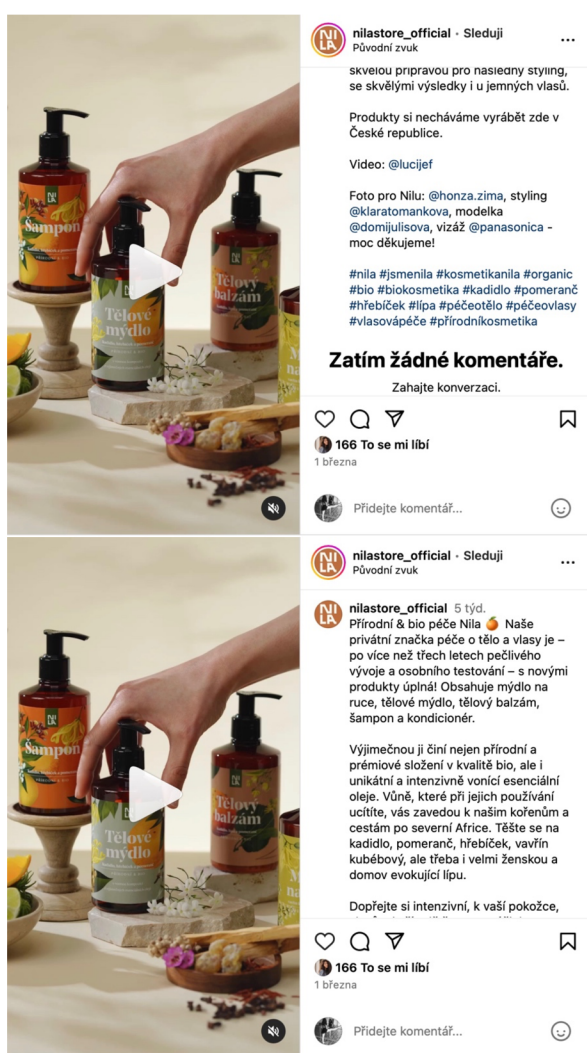 nilastore_official • Sleduji
Původní zvuk
skvělou přípravou pro následný styling,
se skvělými výsledky i u jemných vlasů.
Produkty si necháváme vyrábět zde v
České republice.
Video: @lucijef
Foto pro Nilu: @honza.zima, styling
@klaratomankova, modelka
@domijulisova, vizáž @panasonica -
moc děkujeme!
#nila #jsmenila #kosmetikanila #organic
#bio #biokosmetika #kadidlo #pomeranč
#hřebíček #lípa #péčeotělo #péčeovlasy
#vlasovápéče #přírodníkosmetika
Zatím žádné komentáře.
Zahajte konverzaci.
166 To se mi líbí
1 března
Přidejte komentář...
NILA
Šampon
Tělové
mýdlo
Tělový
balzám
nilastore_official • Sleduji
Původní zvuk
nilastore_official 5 týd.
Přírodní & bio péče Nila 🍊 Naše
privátní značka péče o tělo a vlasy je –
po více než třech letech pečlivého
vývoje a osobního testování – s novými
produkty úplná! Obsahuje mýdlo na
ruce, tělové mýdlo, tělový balzám,
šampon a kondicionér.
Výjimečnou ji činí nejen přírodní a
prémiové složení v kvalitě bio, ale i
unikátní a intenzivně vonící esenciální
oleje. Vůně, které při jejich používání
ucítíte, vás zavedou k našim kořenům a
cestám po severní Africe. Těšte se na
kadidlo, pomeranč, hřebíček, vavřín
kubébový, ale třeba i velmi ženskou a
domov evokující lípu.
Dopřejte si intenzivní, k vaší pokožce,
166 To se mi líbí
1 března
Přidejte komentář...
NILA
Šampon
Tělové
mýdlo
Tělový
balzám